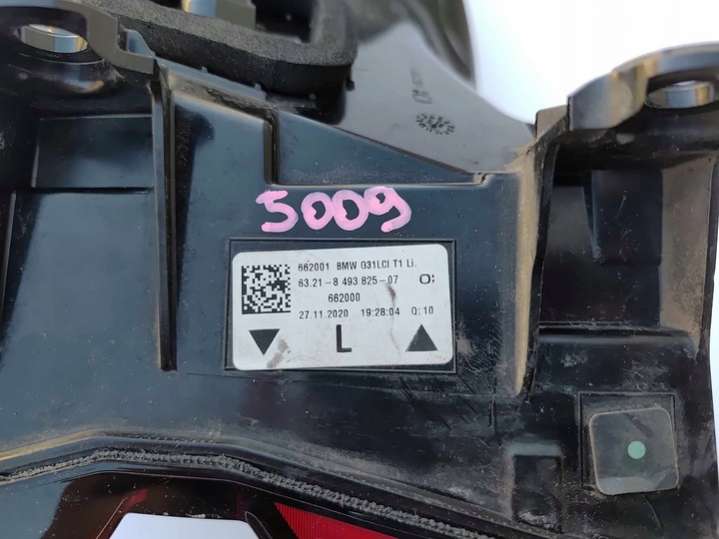 5009
662001 BMW G31LCI T1 Li.
63.21-8 493 825-07 O:
662000
27.11.2020 19:28:04 Q:10
L